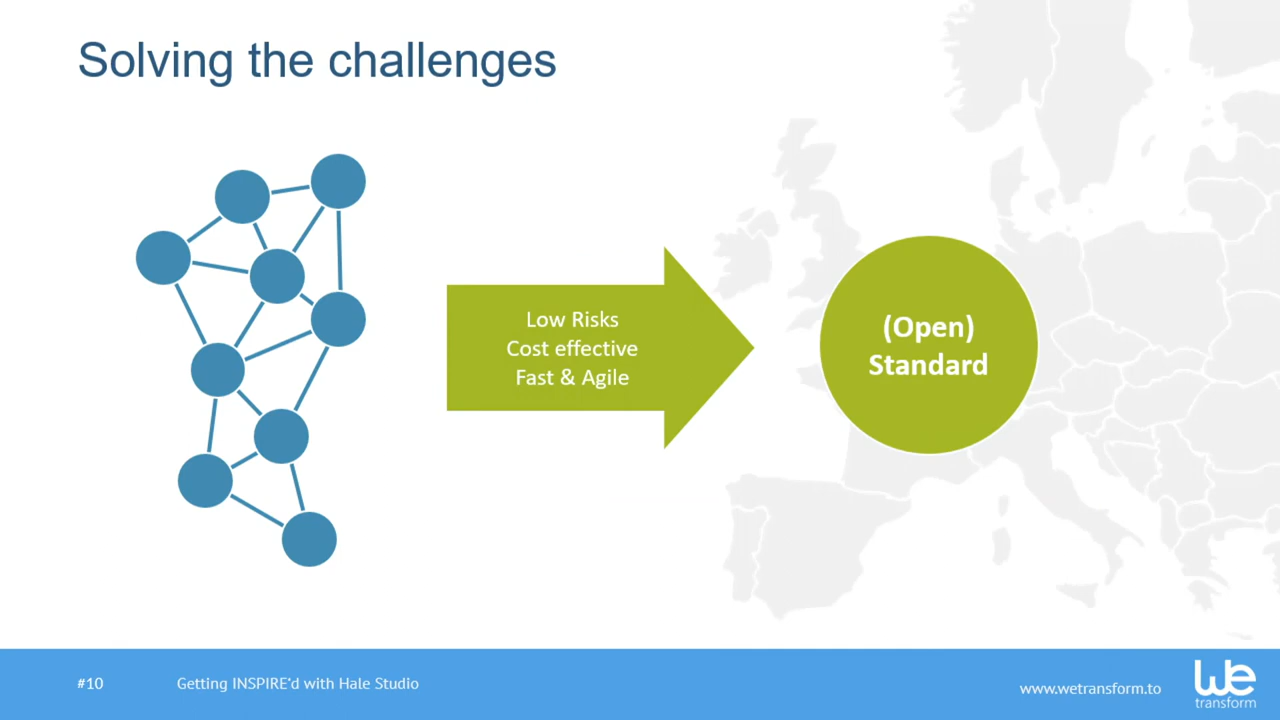 Solving the challenges
Low Risks
Cost effective
Fast & Agile
(Open)
Standard
#10
Getting INSPIRE'd with Hale Studio
www.wetransform.to
we
transform